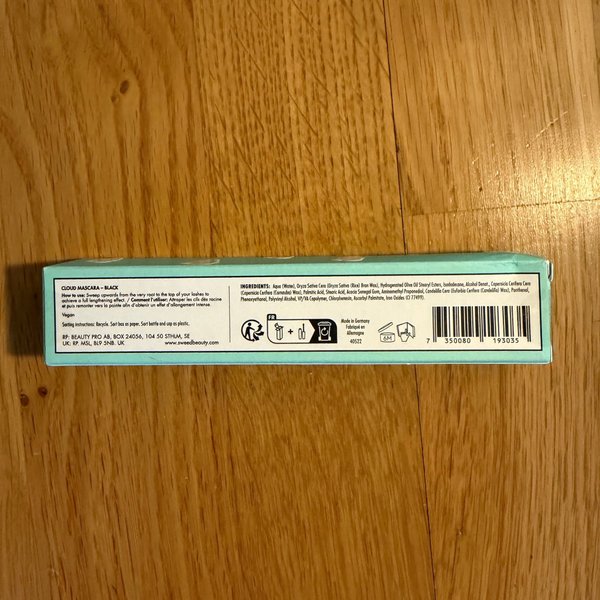 CLOUD MASCARA – BLACK
How to use: Sweep upwards from the very root to the top of your lashes to
achieve a full lengthening effect. / Comment l'utiliser: Attraper les cils dès racine
et puis remonter vers la pointe afin d'obtenir un effet d'allongement intense.
Vegan
Sorting instructions: Recycle. Sort box as paper. Sort bottle and cap as plastic.
RP: BEAUTY PRO AB, BOX 24056, 104 50 STHLM, SE
UK: RP. MSL, BL9 5NB. UK
www.sweedbeauty.com
INGREDIENTS: Aqua (Water), Oryza Sativa Cera (Oryza Sativa (Rice) Bran Wax), Hydrogenated Olive Oil Stearyl Esters, Isododecane, Alcohol Denat., Copernicia Cerifera Cera
(Copernicia Cerifera (Carnauba) Wax), Palmitic Acid, Stearic Acid, Acacia Senegal Gum, Aminomethyl Propanediol, Candelilla Cera (Euforbia Cerifera (Candelilla) Wax), Panthenol,
Phenoxyethanol, Polyvinyl Alcohol, VP/VA Copolymer, Chlorphenesin, Ascorbyl Palmitate, Iron Oxides (CI 77499).
FR
Made in Germany
Fabriqué en
Allemagne
40522
6M
7 350080 193035